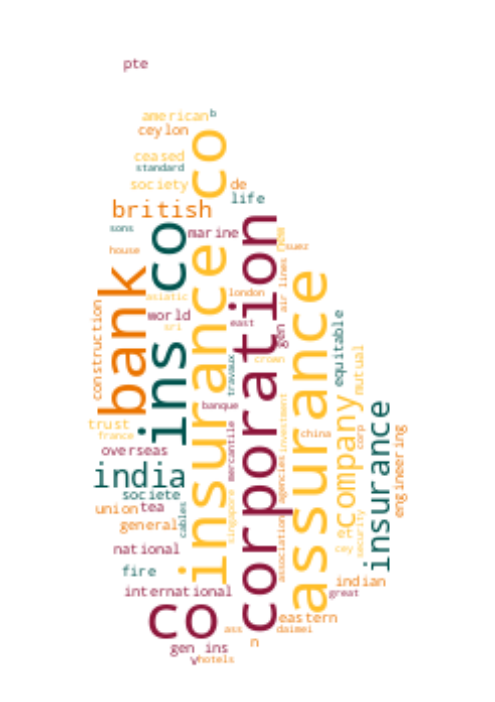 pte
american b
ceylon
co
ceased
standard
society de
life
british
sons
marine
corporation
ins co
insurance
house
suez
bank
assurance
air lines
asiatic london
construction
world
sri
east
gen
equitable
crown
mutual
travaux
banque
company
insurance
trust
france
china
corp
investment
mercantile
engineering
overseas
india
agencies
societe
singapore
union tea
cables
general
association
et
security
national
cey
fire
indian
international
great
co
eastern
ass
daimei
n
gen ins
v hotels